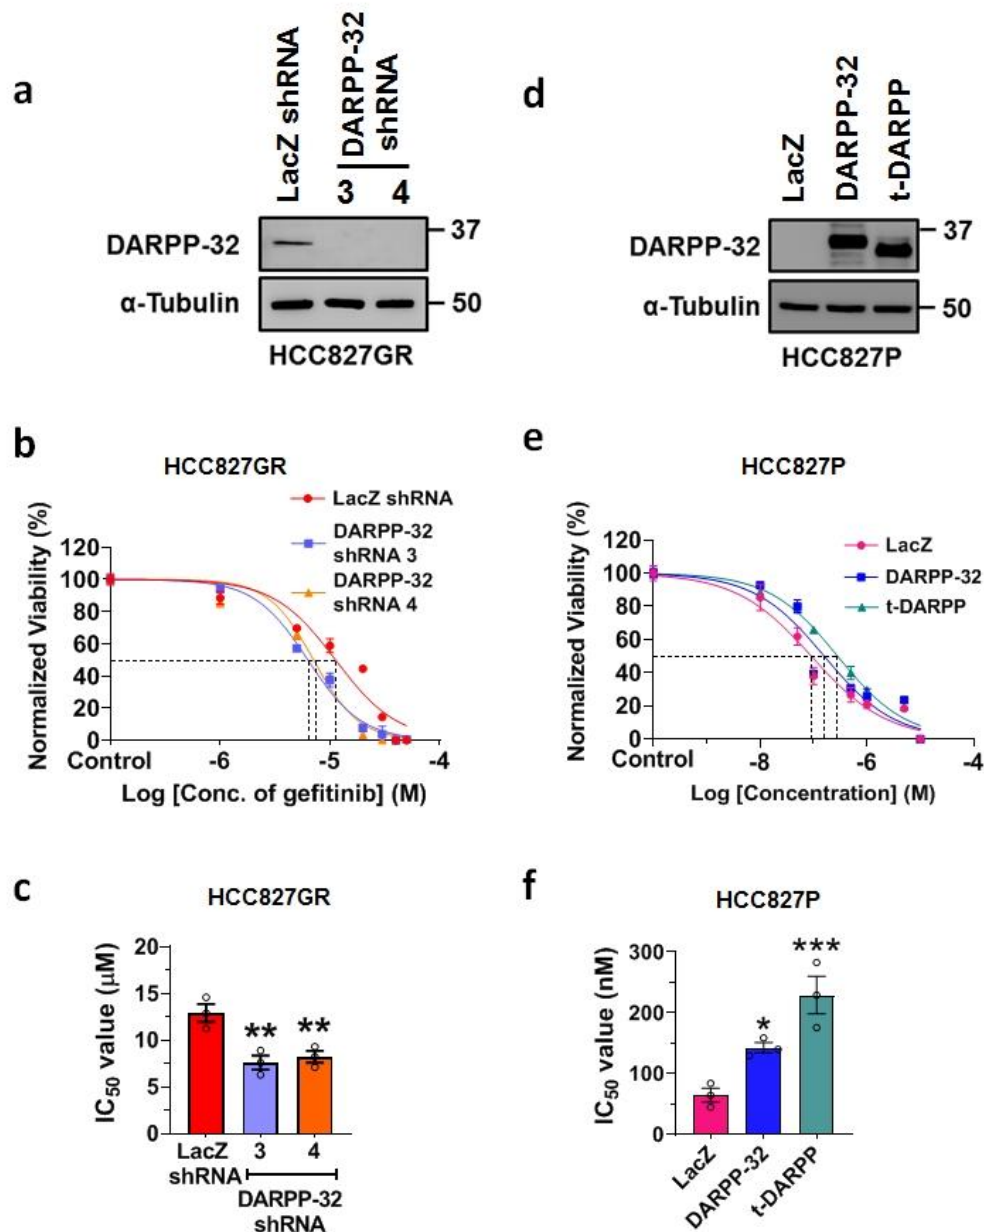 a
LacZ shRNA
DARPP-32
shRNA
3 4
DARPP-32
37
α-Tubulin
50
HCC827GR
d
LacZ
DARPP-32
t-DARPP
DARPP-32
37
α-Tubulin
50
HCC827P
b
HCC827GR
LacZ shRNA
DARPP-32
shRNA 3
DARPP-32
shRNA 4
Normalized Viability (%)
120
100
80
60
40
20
0
Control -6 -5 -4
Log [Conc. of gefitinib] (M)
e
HCC827P
LacZ
DARPP-32
t-DARPP
Normalized Viability (%)
120
100
80
60
40
20
0
Control -8 -6 -4
Log [Concentration] (M)
c
HCC827GR
IC50 value (μM)
20
15
10
5
0
** **
LacZ
shRNA
3 4
DARPP-32
shRNA
f
HCC827P
IC50 value (nM)
300
200
100
0
*
***
LacZ
DARPP-32
t-DARPP